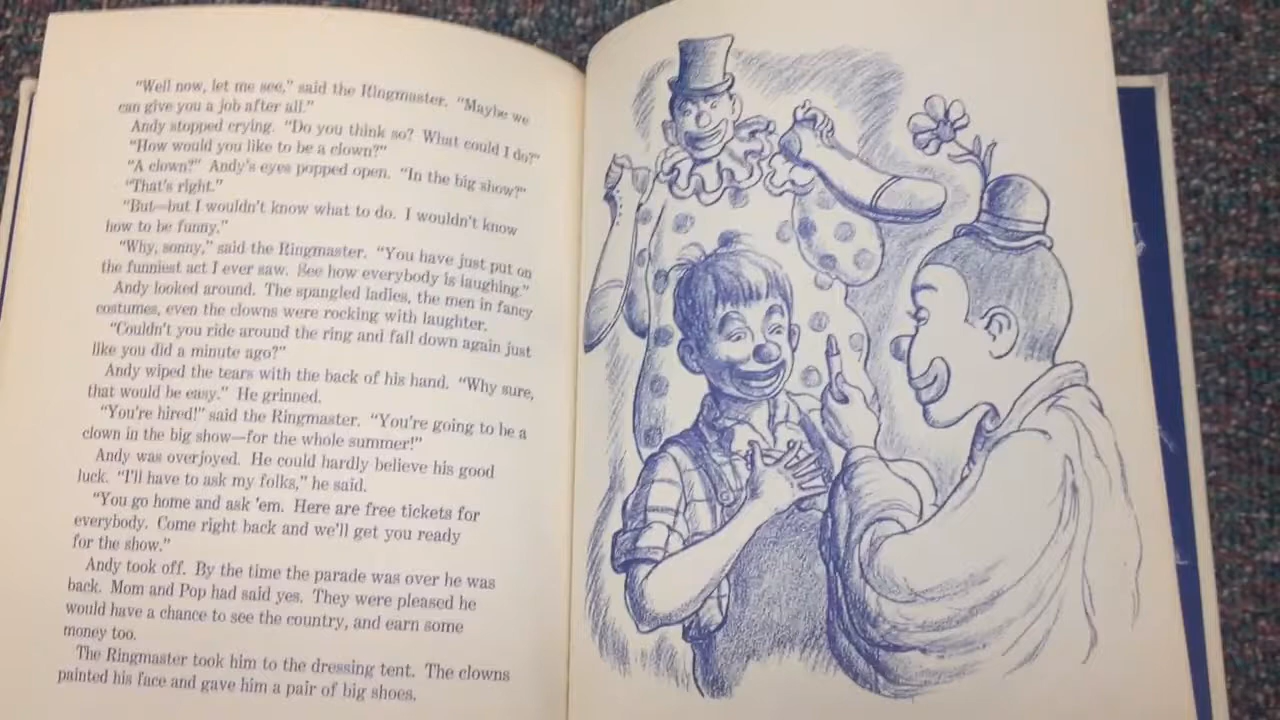 "Well now, let me see," said the Ringmaster. "Maybe we
can give you a job after all."
Andy stopped crying. "Do you think so? What could I do?"
"How would you like to be a clown?"
"A clown?" Andy's eyes popped open. "In the big show?"
"That's right."
"But—but I wouldn't know what to do. I wouldn't know
how to be funny."
"Why, sonny," said the Ringmaster. "You have just put on
the funniest act I ever saw. See how everybody is laughing."
Andy looked around. The spangled ladies, the men in fancy
costumes, even the clowns were rocking with laughter.
"Couldn't you ride around the ring and fall down again just
like you did a minute ago?"
Andy wiped the tears with the back of his hand. "Why sure,
that would be easy." He grinned.
"You're hired!" said the Ringmaster. "You're going to be a
clown in the big show—for the whole summer!"
Andy was overjoyed. He could hardly believe his good
luck. "I'll have to ask my folks," he said.
"You go home and ask 'em. Here are free tickets for
everybody. Come right back and we'll get you ready
for the show."
Andy took off. By the time the parade was over he was
back. Mom and Pop had said yes. They were pleased he
would have a chance to see the country, and earn some
money too.
The Ringmaster took him to the dressing tent. The clowns
painted his face and gave him a pair of big shoes.